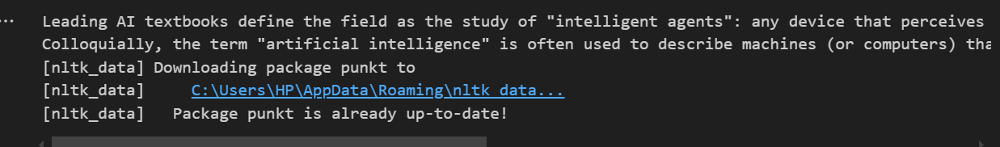 Leading AI textbooks define the field as the study of "intelligent agents": any device that perceives
Colloquially, the term "artificial intelligence" is often used to describe machines (or computers) tha
[nltk_data] Downloading package punkt to
[nltk_data]     C:\Users\HP\AppData\Roaming\nltk_data...
[nltk_data]   Package punkt is already up-to-date!